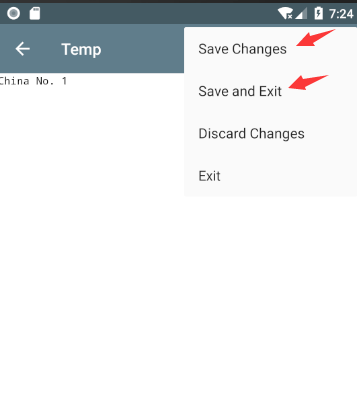 7:24
Temp
China No. 1
Save Changes
Save and Exit
Discard Changes
Exit